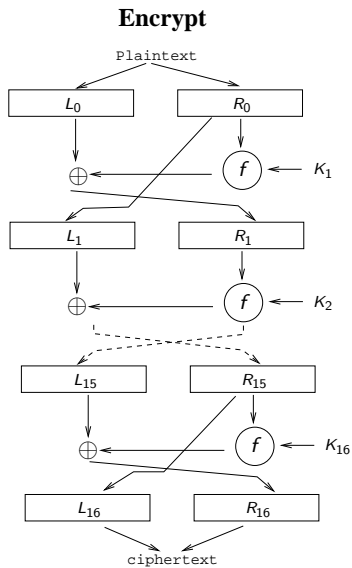 Encrypt
Plaintext
L₀ R₀
f K₁
L₁ R₁
f K₂
L₁₅ R₁₅
f K₁₆
L₁₆ R₁₆
ciphertext